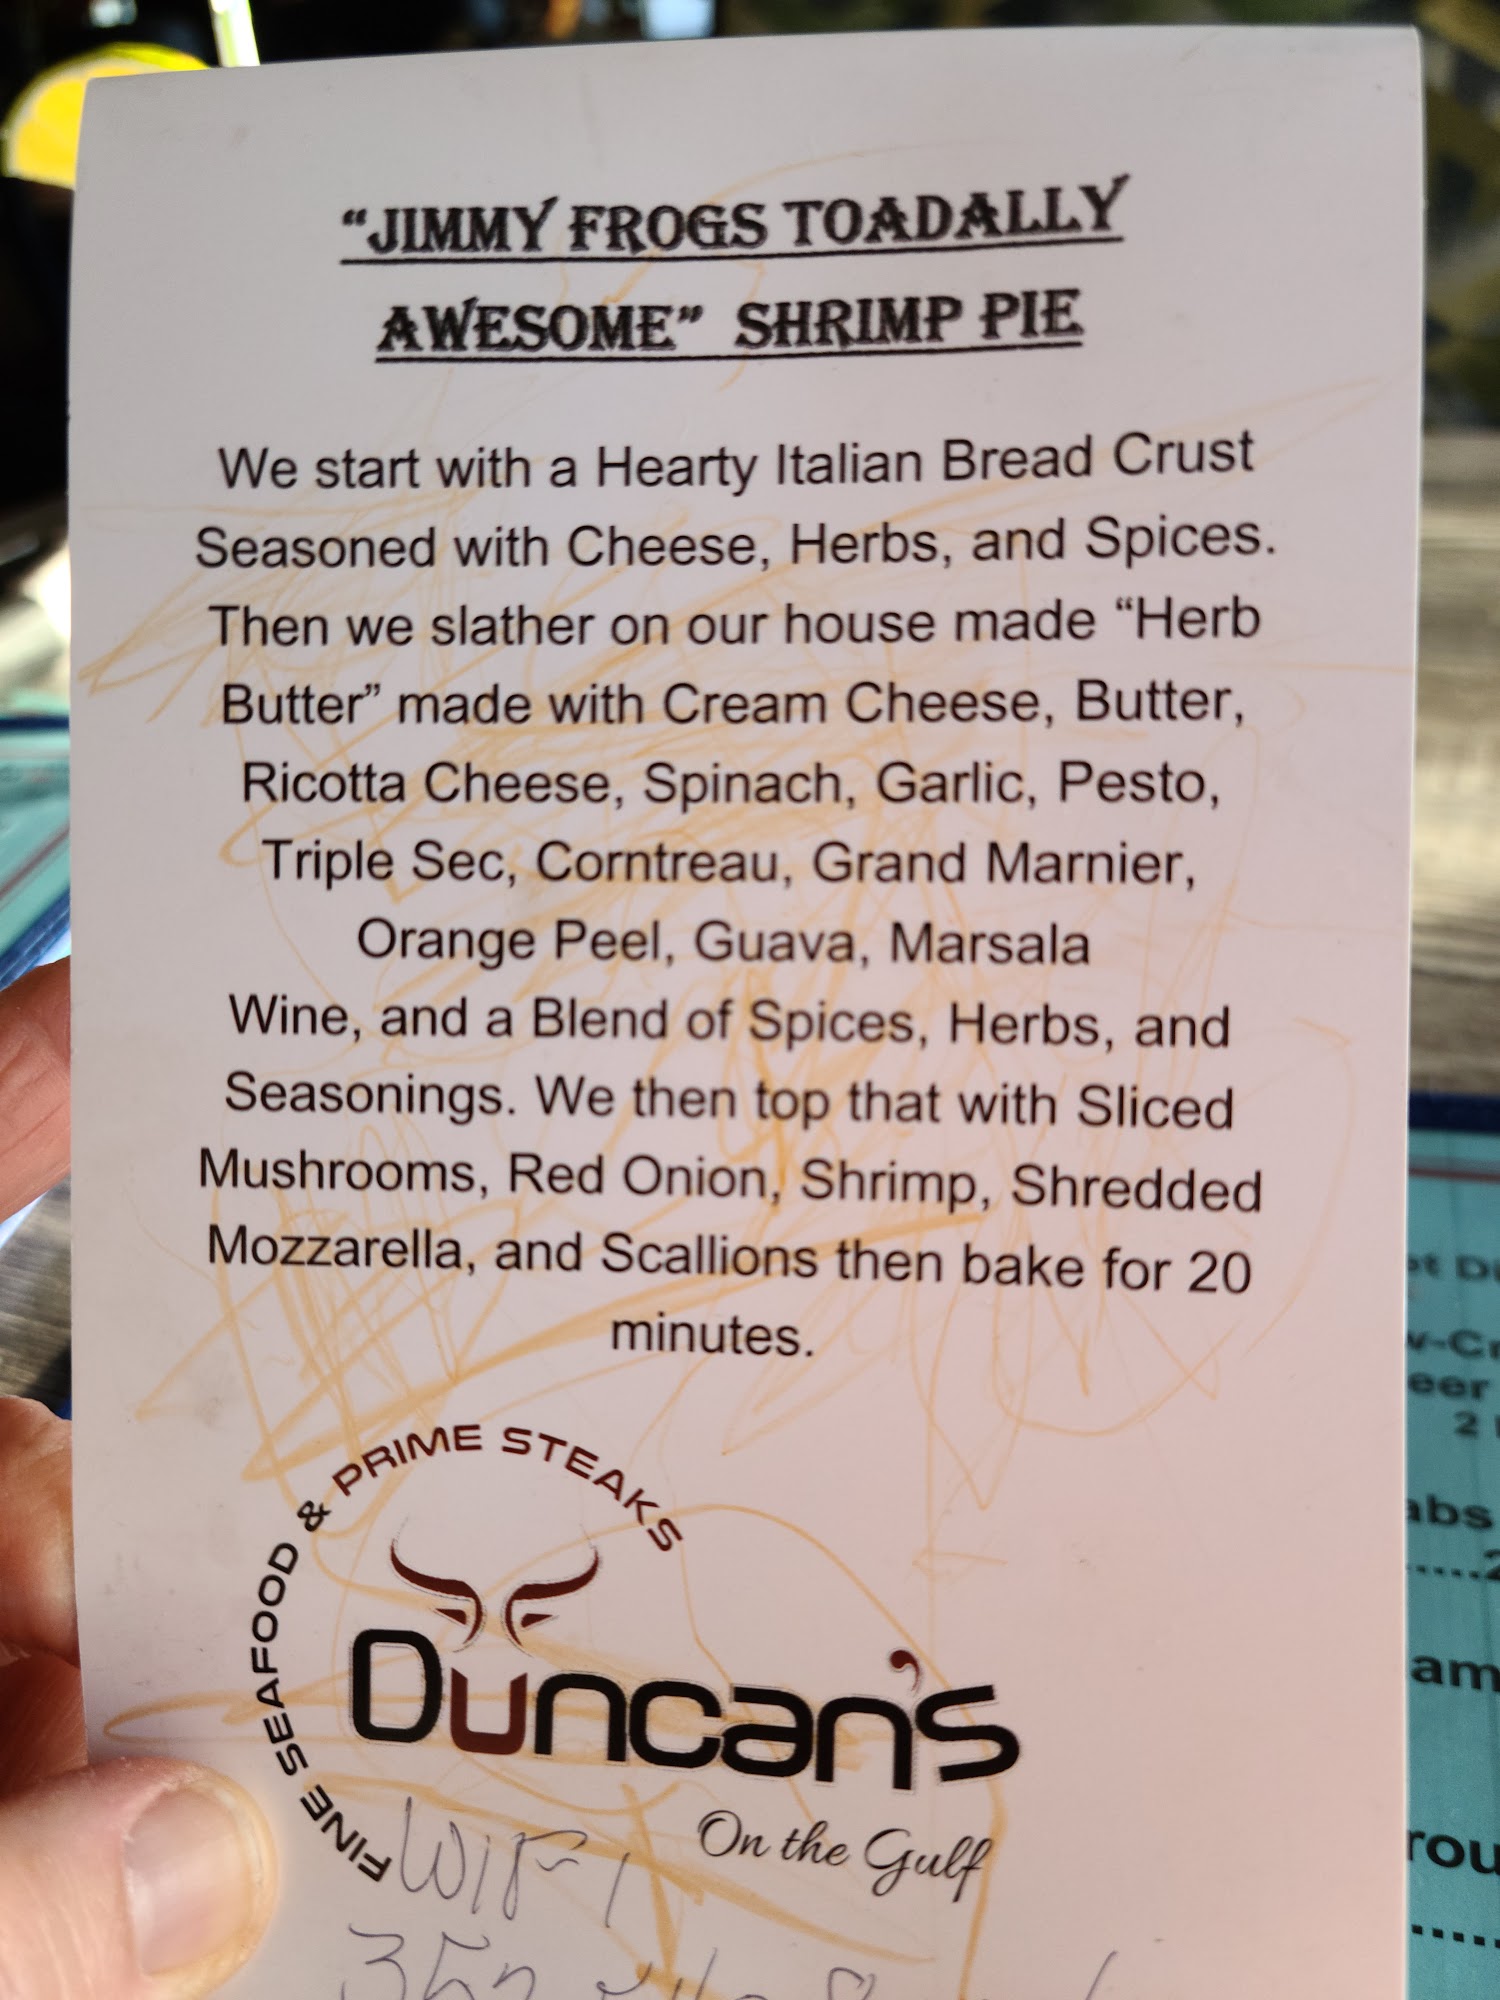 “JIMMY FROGS TOADALLY
AWESOME” SHRIMP PIE
We start with a Hearty Italian Bread Crust
Seasoned with Cheese, Herbs, and Spices.
Then we slather on our house made “Herb
Butter” made with Cream Cheese, Butter,
Ricotta Cheese, Spinach, Garlic, Pesto,
Triple Sec, Corntreau, Grand Marnier,
Orange Peel, Guava, Marsala
Wine, and a Blend of Spices, Herbs, and
Seasonings. We then top that with Sliced
Mushrooms, Red Onion, Shrimp, Shredded
Mozzarella, and Scallions then bake for 20
minutes.
FINE SEAFOOD & PRIME STEAKS
Duncan's
On the Gulf
WIFI